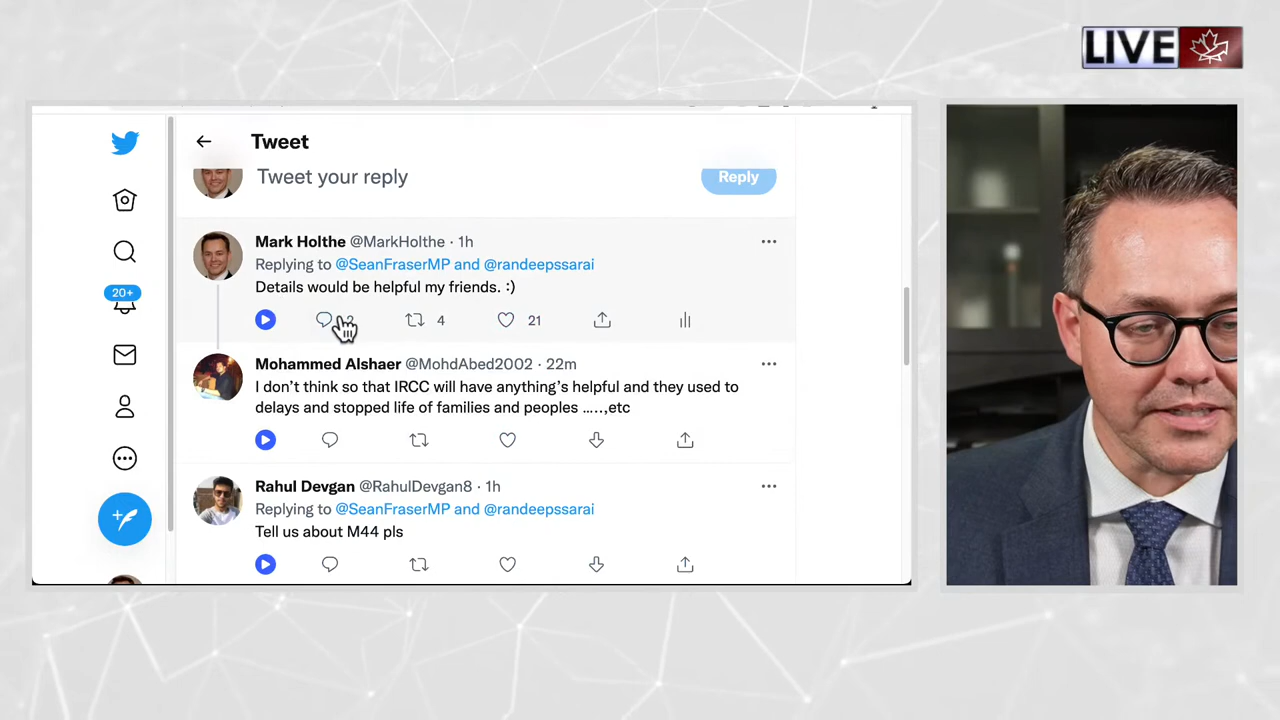 LIVE
Tweet
Tweet your reply
Reply
Mark Holthe @MarkHolthe · 1h
Replying to @SeanFraserMP and @randeepssarai
Details would be helpful my friends. :)
2 4 21
20+
Mohammed Alshaer @MohdAbed2002 · 22m
I don't think so that IRCC will have anything's helpful and they used to
delays and stopped life of families and peoples .....,etc
Rahul Devgan @RahulDevgan8 · 1h
Replying to @SeanFraserMP and @randeepssarai
Tell us about M44 pls